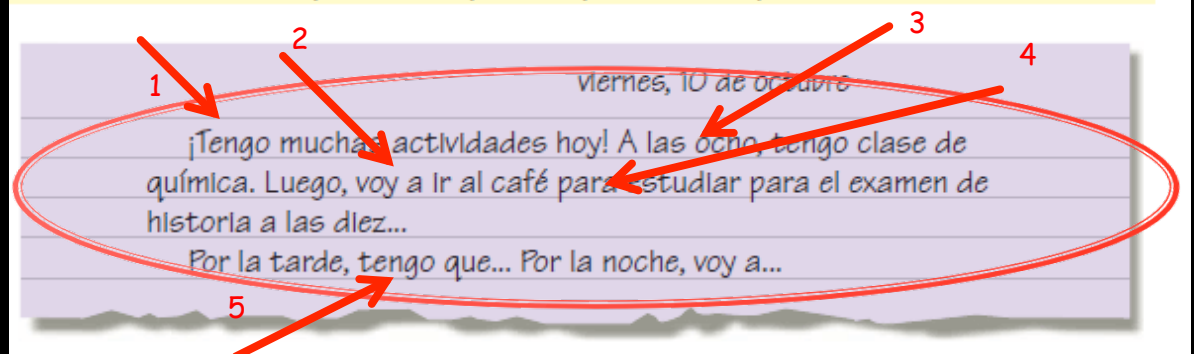 2
3
4
1
viernes, 10 de octubre
¡Tengo muchas actividades hoy! A las ocho, tengo clase de
química. Luego, voy a ir al café para estudiar para el examen de
historia a las diez...
Por la tarde, tengo que... Por la noche, voy a...
5